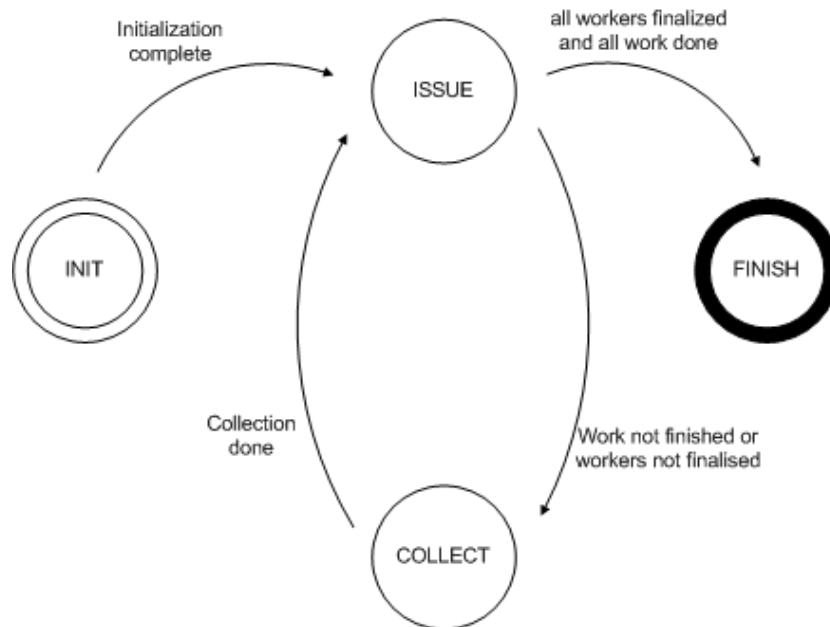 Initialization
complete
all workers finalized
and all work done
ISSUE
INIT
FINISH
Collection
done
Work not finished or
workers not finalised
COLLECT